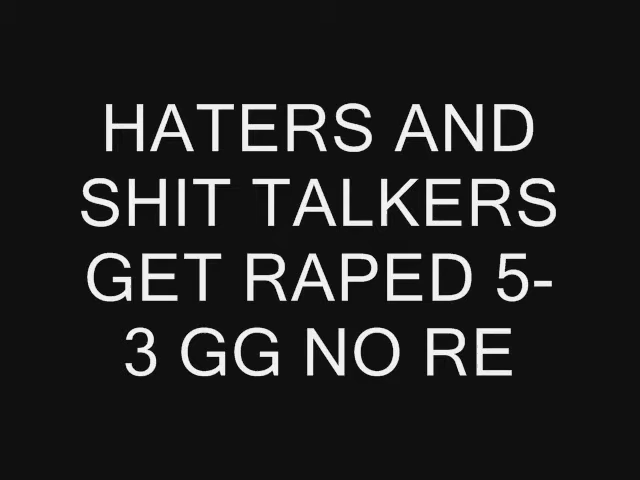 HATERS AND
SHIT TALKERS
GET RAPED 5-
3 GG NO RE